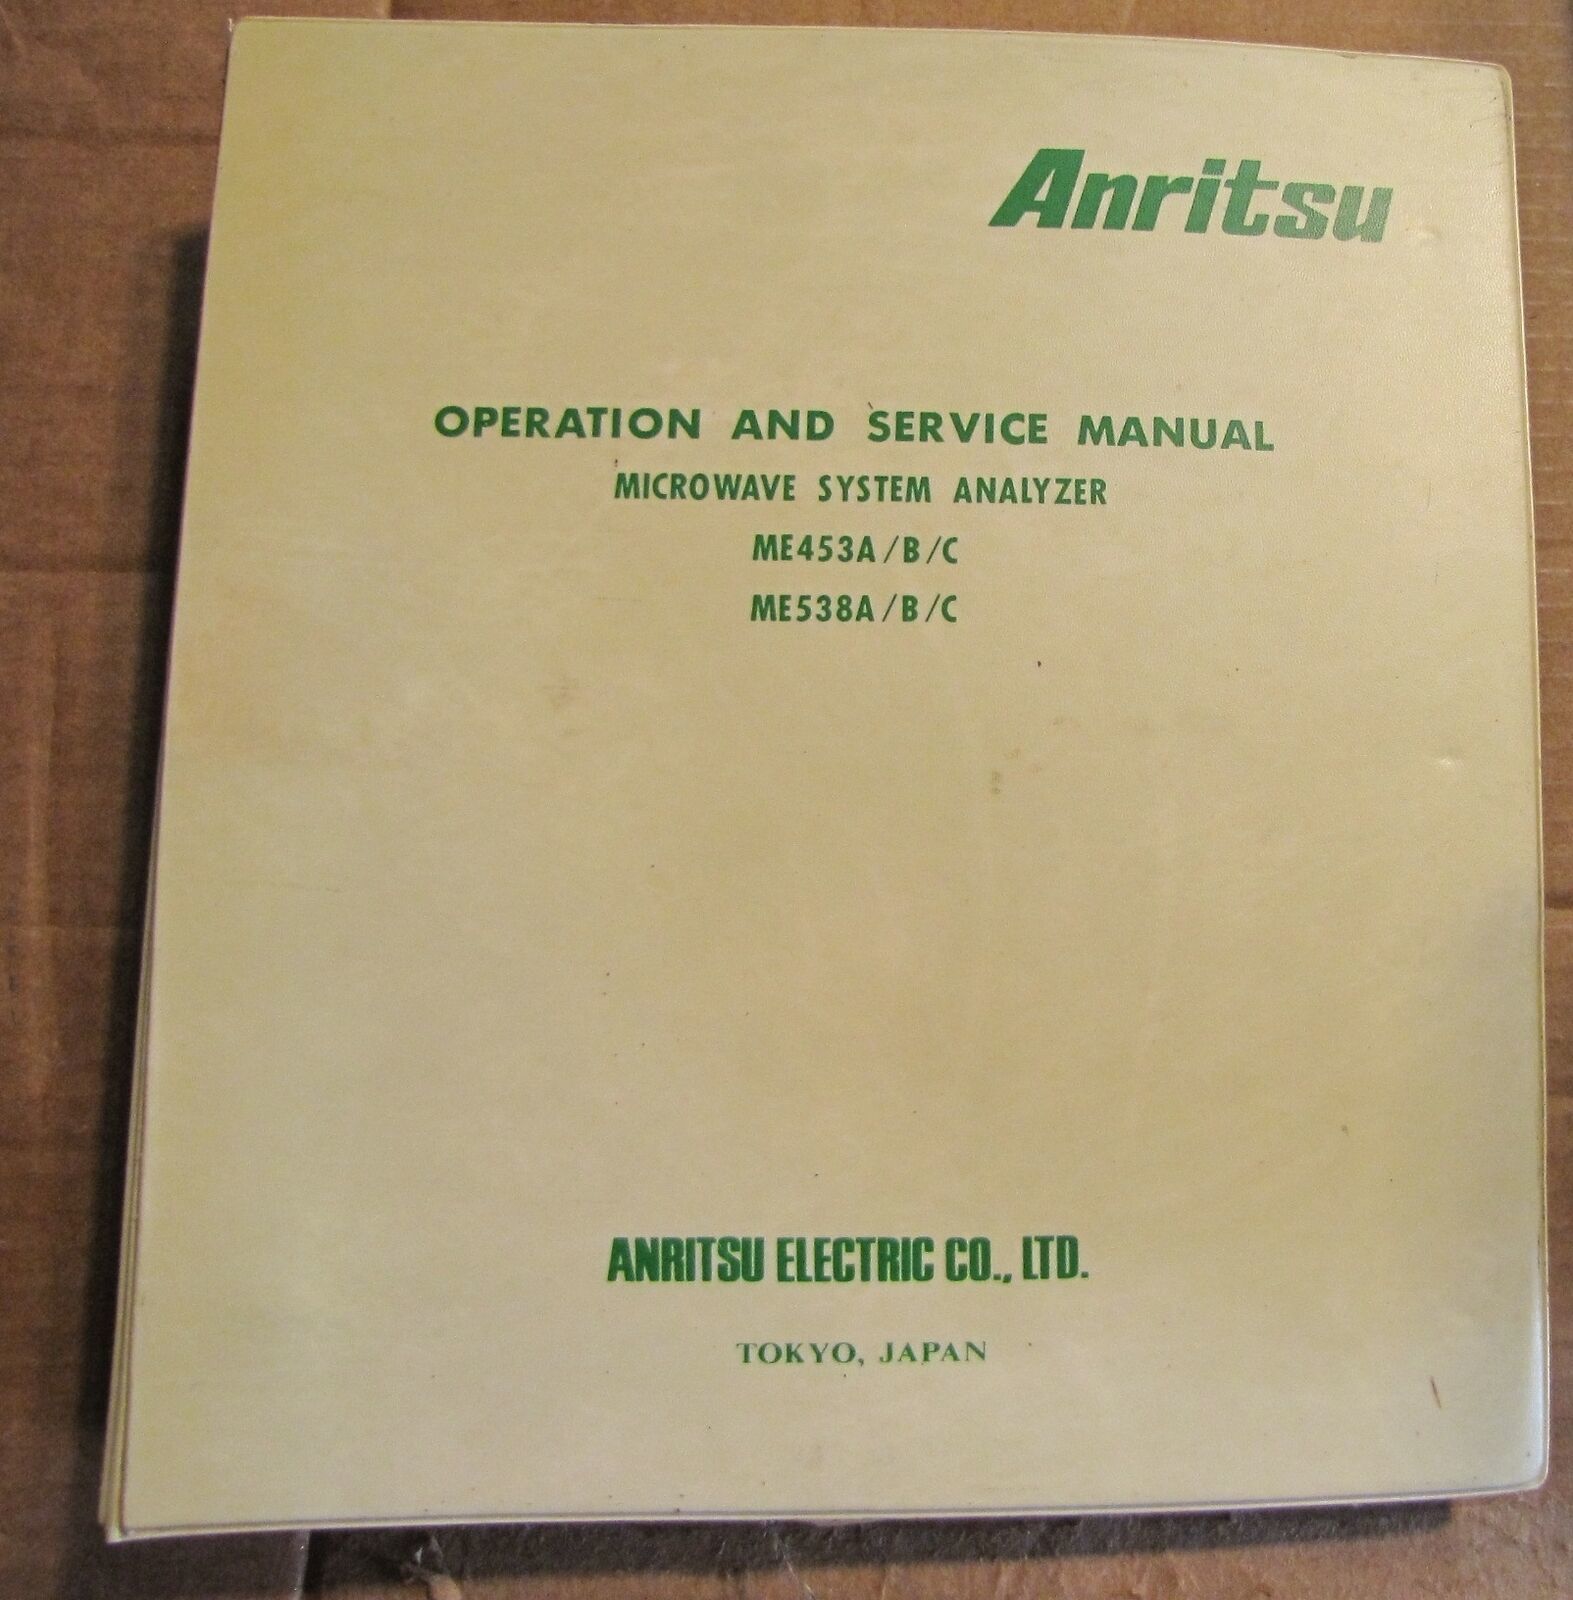 Anritsu
OPERATION AND SERVICE MANUAL
MICROWAVE SYSTEM ANALYZER
ME453A/B/C
ME538A/B/C
ANRITSU ELECTRIC CO., LTD.
TOKYO, JAPAN